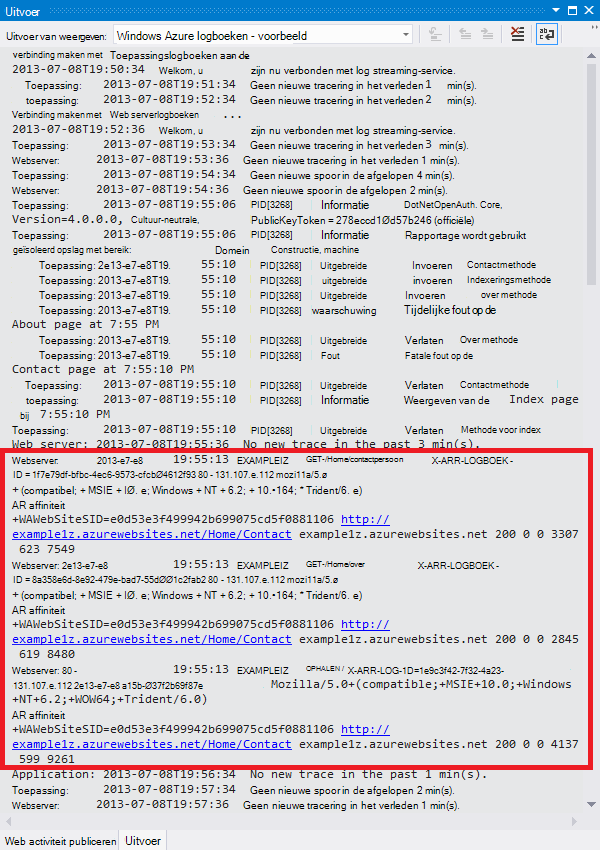 Uitvoer
Uitvoer van weergeven: Windows Azure logboeken - voorbeeld
verbinding maken met Toepassingslogboeken aan de
2013-07-08T19:50:34 Welkom, u zijn nu verbonden met log streaming-service.
Toepassing: 2013-07-08T19:51:34 Geen nieuwe tracering in het verleden 1 min(s).
toepassing: 2013-07-08T19:52:34 Geen nieuwe tracering in het verleden 2 min(s).
Verbinding maken met Web serverlogboeken ...
2013-07-08T19:52:36 Welkom, u zijn nu verbonden met log streaming-service.
Toepassing: 2013-07-08T19:53:34 Geen nieuwe tracering in het verleden 3 min(s).
Webserver: 2013-07-08T19:53:36 Geen nieuwe tracering in het verleden 1 min(s).
Toepassing: 2013-07-08T19:54:34 Geen nieuwe spoor in de afgelopen 4 min(s).
Webserver: 2013-07-08T19:54:36 Geen nieuwe spoor in de afgelopen 2 min(s).
Toepassing: 2013-07-08T19:55:06 PID[3268] Informatie DotNetOpenAuth. Core,
Version=4.0.0.0, Cultuur-neutrale, PublicKeyToken = 278eccd1Ød57b246 (officiële)
Toepassing: 2013-07-08T19:55:06 PID[3268] Informatie Rapportage wordt gebruikt
geïsoleerd opslag met bereik: Domein Constructie, machine
Toepassing: 2e13-e7-e8T19. 55:10 PID[3268] Uitgebreide Invoeren Contactmethode
Toepassing: 2013-e7-e8T19. 55:10 PID[3268] uitgebreide invoeren Indexeringsmethode
Toepassing: 2013-e7-e8T19. 55:10 PID[3268] Uitgebreide Invoeren over methode
Toepassing: 2013-e7-e8T19. 55:10 PID[3268] waarschuwing Tijdelijke fout op de
About page at 7:55 PM
Toepassing: 2013-e7-e8T19. 55:10 PID[3268] Uitgebreide Verlaten Over methode
Toepassing: 2013-e7-e8T19. 55:10 PID[3268] Fout Fatale fout op de
Contact page at 7:55:10 PM
Toepassing: 2013-07-08T19:55:10 PID[3268] Uitgebreide Verlaten Contactmethode
toepassing: 2013-07-08T19:55:10 PID[3268] Informatie Weergeven van de Index page
bij 7:55:10 PM
Toepassing: 2013-07-08T19:55:10 PID[3268] Uitgebreide Verlaten Methode voor index
Web server: 2013-07-08T19:55:36 No new trace in the past 3 min(s).
Webserver: 2013-e7-e8 19:55:13 EXAMPLEIZ GET-/Home/contactpersoon X-ARR-LOGBOEK -
ID = 1f7e79df-bfbc-4ec6-9573-cfcbØ4612f93 80 - 131.107.e.112 mozi11a/5.ø
+ (compatibel; + MSIE + IØ. e; Windows + NT + 6.2; + 10.•164; * Trident/6. e)
AR affiniteit
+WAWebSiteSID=e0d53e3f499942b699075cd5f0881106 http://
example1z.azurewebsites.net/Home/Contact example1z.azurewebsites.net 200 0 0 3307
623 7549
Webserver: 2e13-e7-e8 19:55:13 EXAMPLEIZ GET-/Home/over X-ARR-LOGBOEK -
ID = 8a358e6d-8e92-479e-bad7-55dØØ1c2fab2 80 - 131.107.e.112 mozi11a/5.ø
+ (compatibel; + MSIE + IØ. e; Windows + NT + 6.2; + 10.•164; * Trident/6. e)
AR affiniteit
+WAWebSiteSID=e0d53e3f499942b699075cd5f0881106 http://
example1z.azurewebsites.net/Home/Contact example1z.azurewebsites.net 200 0 0 2845
619 8480
Webserver: 80 - 19:55:13 EXAMPLEIZ OPHALEN / X-ARR-LOG-1D=1e9c3f42-7f32-4a23-
131.107.e.112 2e13-e7-e8 a15b-Ø37f2b69f87e Mozilla/5.0+(compatible;+MSIE+10.0;+Windows
+NT+6.2;+WOW64;+Trident/6.0)
AR affiniteit
+WAWebSiteSID=e0d53e3f499942b699075cd5f0881106 http://
example1z.azurewebsites.net/Home/Contact example1z.azurewebsites.net 200 0 0 4137
599 9261
Application: 2013-07-08T19:56:34 No new trace in the past 1 min(s).
Toepassing: 2013-07-08T19:57:34 Geen nieuwe spoor in de afgelopen 2 min(s).
Webserver: 2013-07-08T19:57:36 Geen nieuwe tracering in het verleden 1 min(s).
Web activiteit publiceren Uitvoer